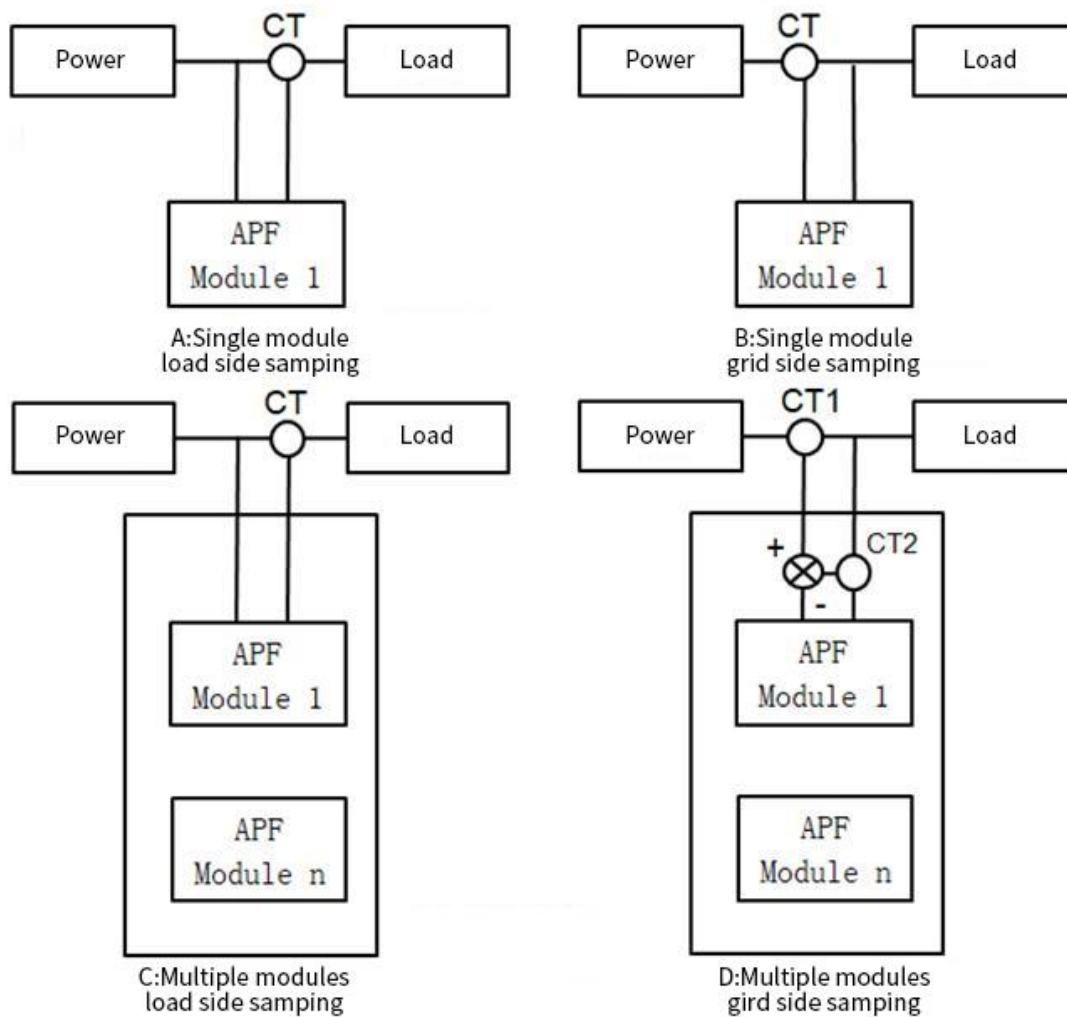 CT
Power
Load
APF
Module 1
A:Single module
load side samping
CT
Power
Load
APF
Module 1
B:Single module
grid side samping
CT
Power
Load
APF
Module 1
APF
Module n
C:Multiple modules
load side samping
CT1
Power
Load
+
CT2
-
APF
Module 1
APF
Module n
D:Multiple modules
gird side samping